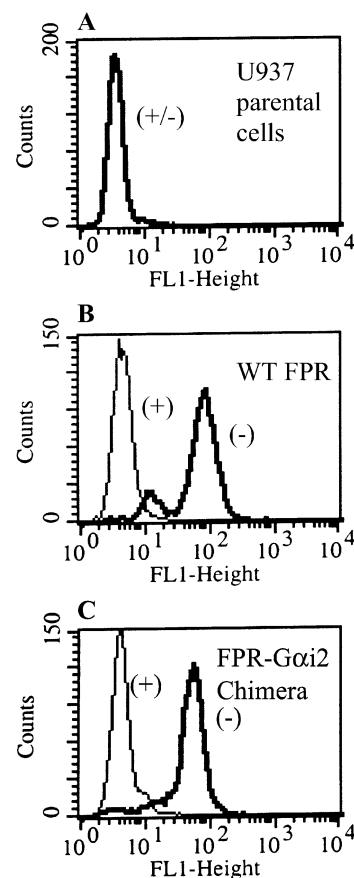 A
200
Counts
0
U937
parental
cells
(+/-)
10^0 10^1 10^2 10^3 10^4
FL1-Height
B
150
Counts
0
WT FPR
(+)
(-)
10^0 10^1 10^2 10^3 10^4
FL1-Height
C
150
Counts
0
FPR-Gαi2
Chimera
(+)
(-)
10^0 10^1 10^2 10^3 10^4
FL1-Height